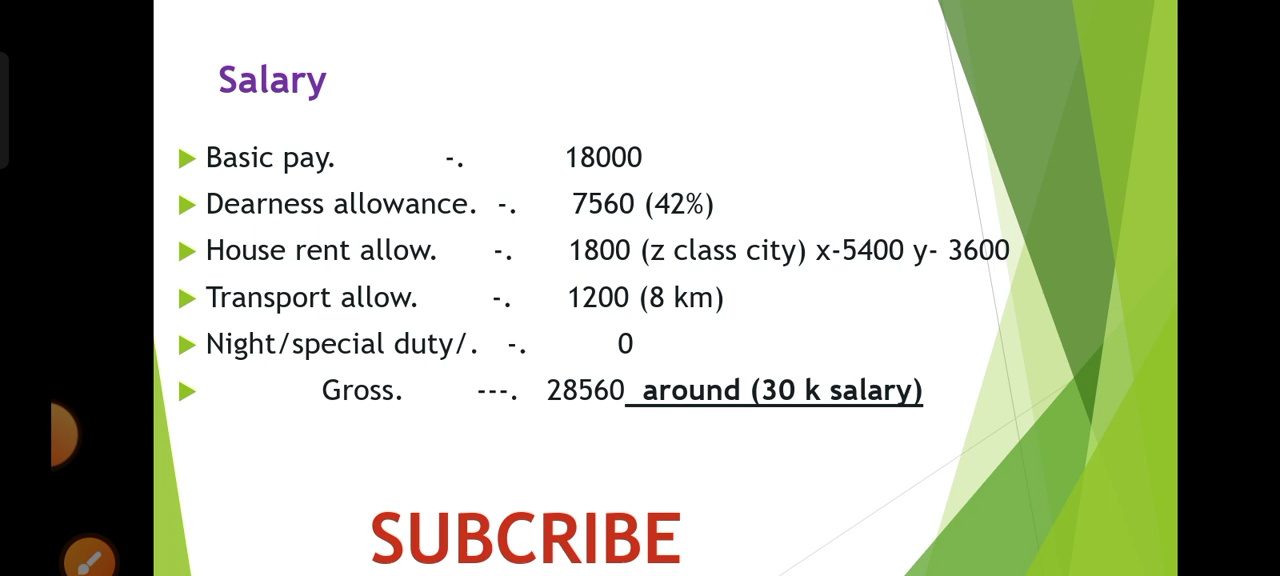 Salary
Basic pay. -. 18000
Dearness allowance. -. 7560 (42%)
House rent allow. -. 1800 (z class city) x-5400 y- 3600
Transport allow. -. 1200 (8 km)
Night/special duty/. -. 0
Gross. ---. 28560 around (30 k salary)
SUBCRIBE